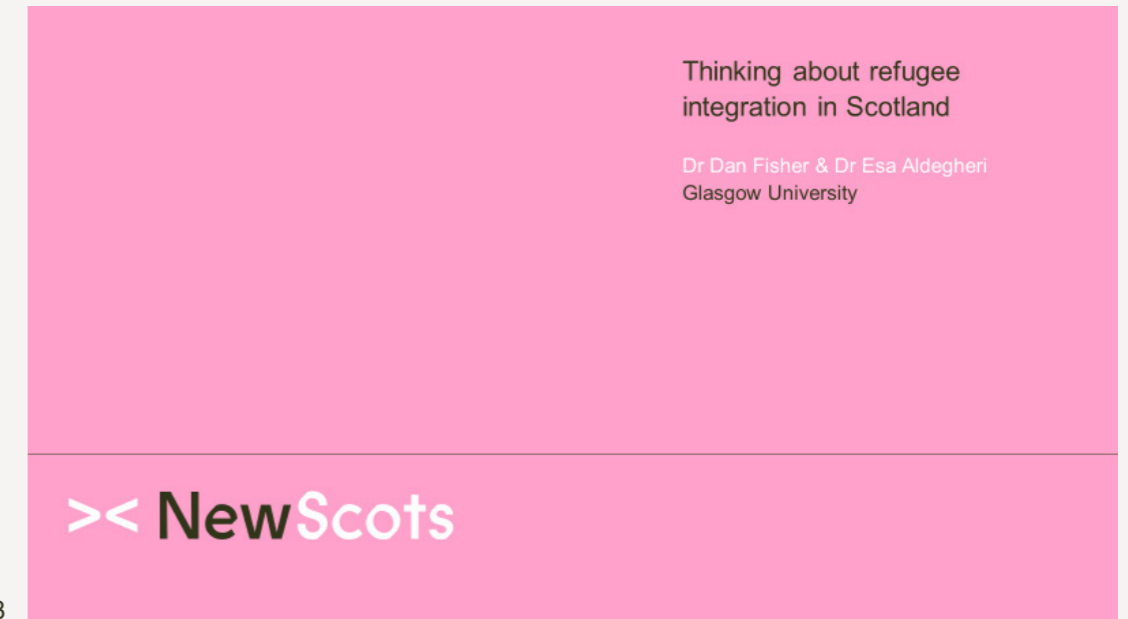 Thinking about refugee
integration in Scotland
Dr Dan Fisher & Dr Esa Aldegheri
Glasgow University
>< NewScots